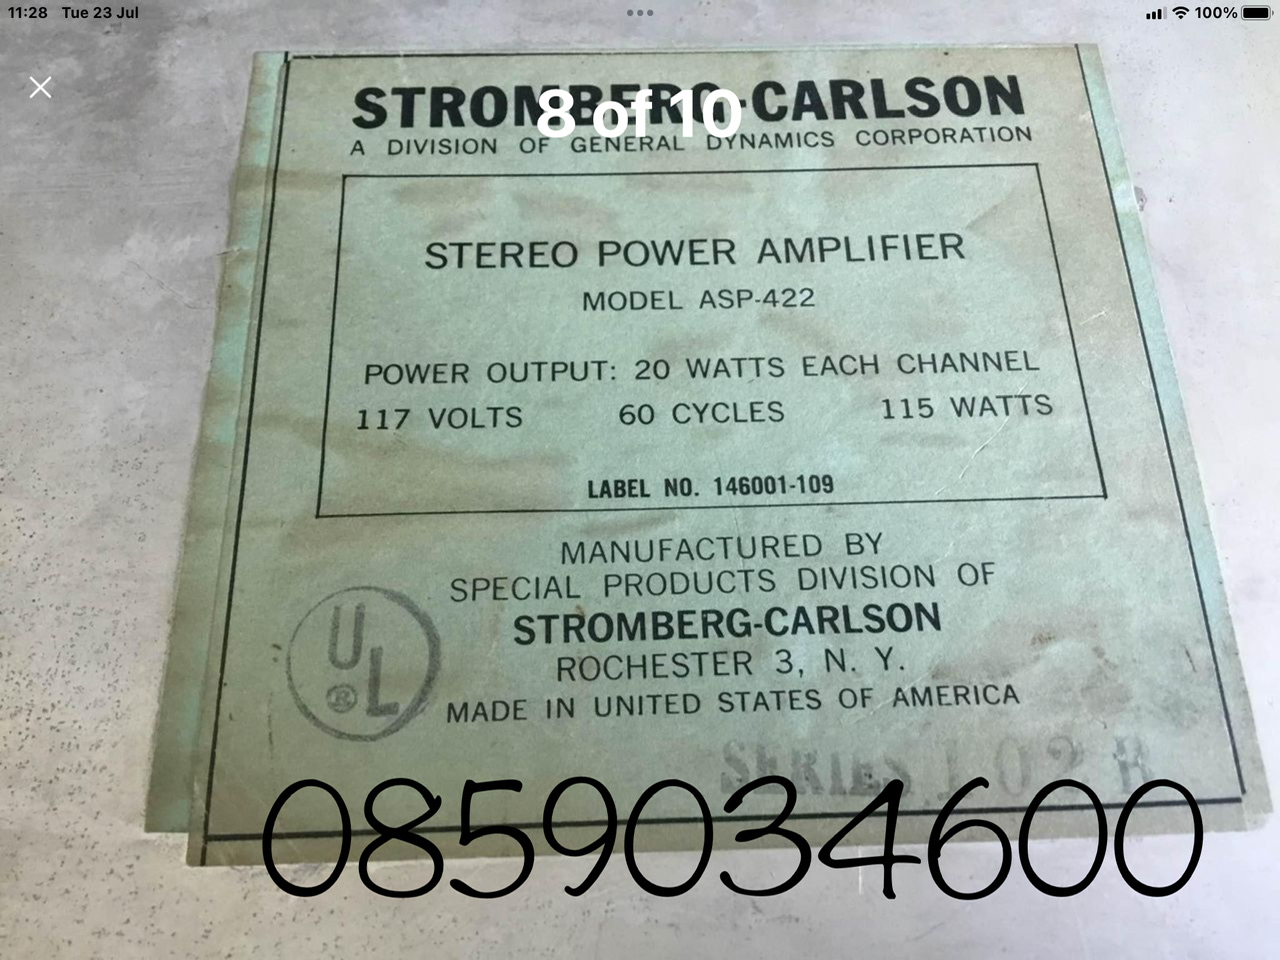 11:28 Tue 23 Jul
100%
8 of 10
STROMBERG-CARLSON
A DIVISION OF GENERAL DYNAMICS CORPORATION
STEREO POWER AMPLIFIER
MODEL ASP-422
POWER OUTPUT: 20 WATTS EACH CHANNEL
117 VOLTS 60 CYCLES 115 WATTS
LABEL NO. 146001-109
MANUFACTURED BY
SPECIAL PRODUCTS DIVISION OF
STROMBERG-CARLSON
ROCHESTER 3, N. Y.
MADE IN UNITED STATES OF AMERICA
UL
®
SERIES 102 B
0859034600